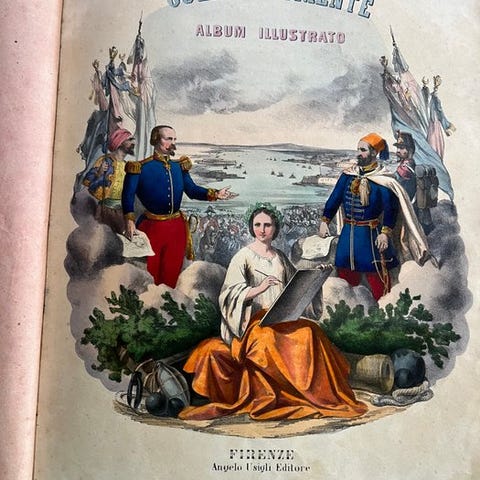 ALBUM ILLUSTRATO
FIRENZE
Angelo Usigli Editore